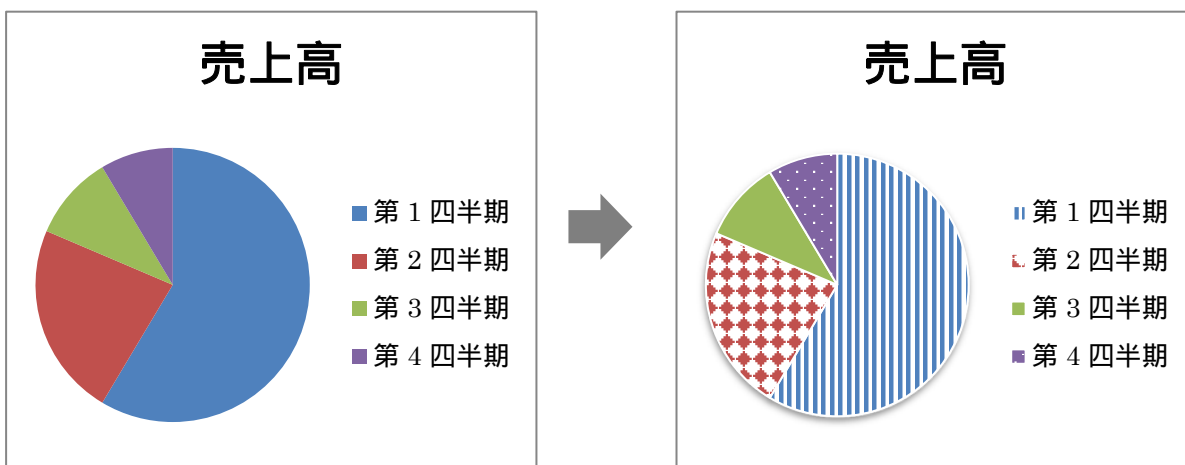 売上高
第 1 四半期
第 2 四半期
第 3 四半期
第 4 四半期
売上高
第 1 四半期
第 2 四半期
第 3 四半期
第 4 四半期